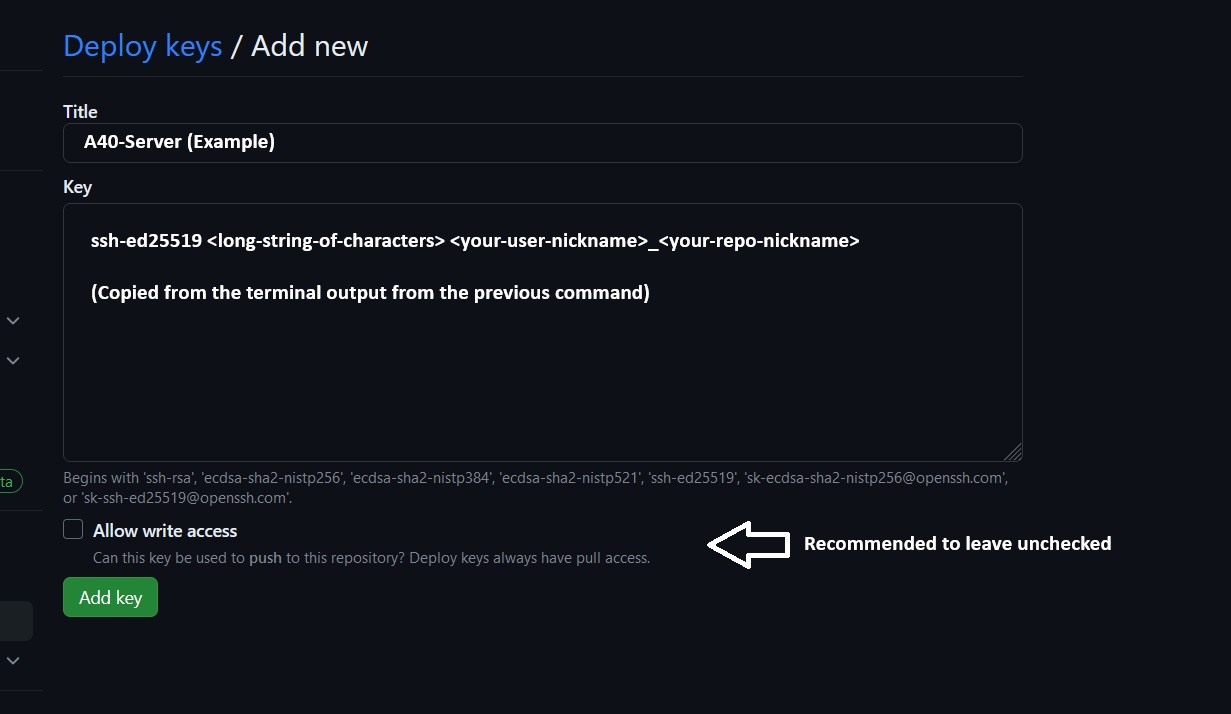 Deploy keys / Add new
Title
A40-Server (Example)
Key
ssh-ed25519 <long-string-of-characters> <your-user-nickname>_<your-repo-nickname>
(Copied from the terminal output from the previous command)
ta
Begins with 'ssh-rsa', 'ecdsa-sha2-nistp256', 'ecdsa-sha2-nistp384', 'ecdsa-sha2-nistp521', 'ssh-ed25519', 'sk-ecdsa-sha2-nistp256@openssh.com',
or 'sk-ssh-ed25519@openssh.com'.
Allow write access
Recommended to leave unchecked
Can this key be used to push to this repository? Deploy keys always have pull access.
Add key